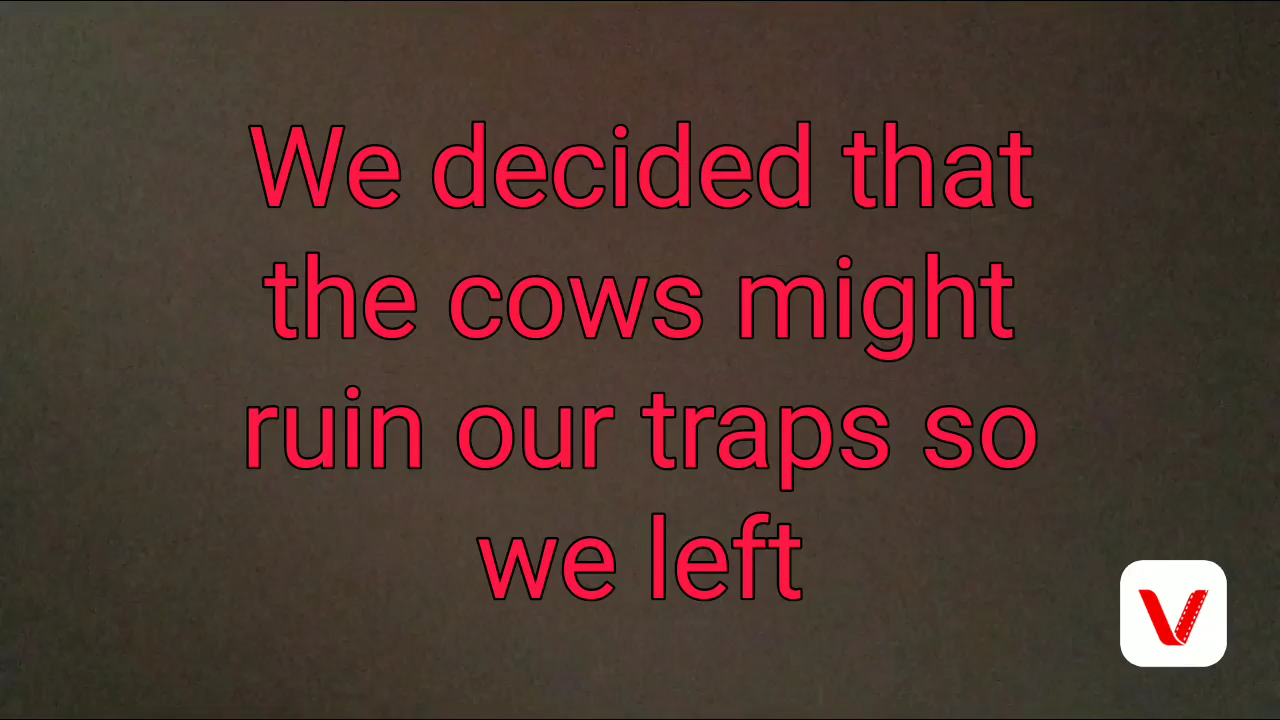 We decided that
the cows might
ruin our traps so
we left